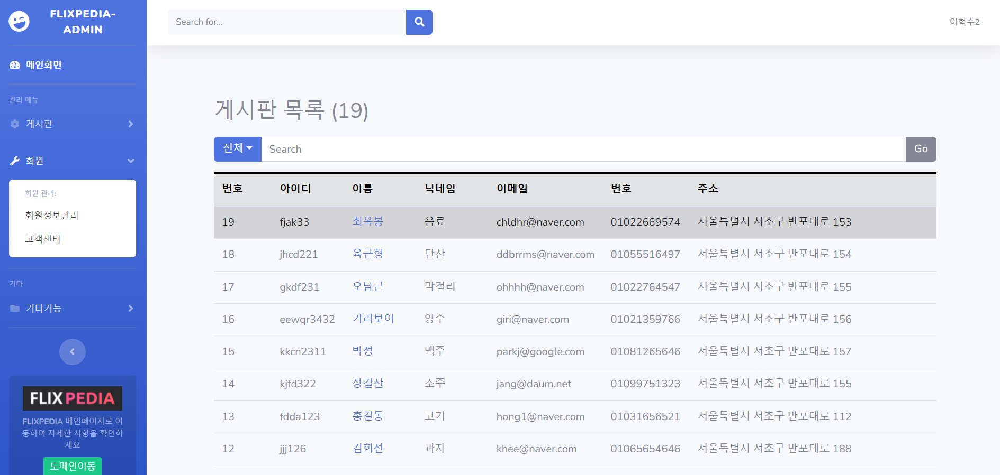 FLIXPEDIA-
ADMIN
Search for...
이혁주2
메인화면
관리 메뉴
게시판
회원
회원 관리:
회원정보관리
고객센터
기타
기타기능
FLIXPEDIA
FLIXPEDIA 메인페이지로 이
동하여 자세한 사항을 확인하
세요
도메인이동
게시판 목록 (19)
전체 Search Go
번호 아이디 이름 닉네임 이메일 번호 주소
19 fjak33 최옥봉 음료 chldhr@naver.com 01022669574 서울특별시 서초구 반포대로 153
18 jhcd221 육근형 탄산 ddbrrms@naver.com 01055516497 서울특별시 서초구 반포대로 154
17 gkdf231 오남근 막걸리 ohhhh@naver.com 01022764547 서울특별시 서초구 반포대로 155
16 eewqr3432 기리보이 양주 giri@naver.com 01021359766 서울특별시 서초구 반포대로 156
15 kkcn2311 박정 맥주 parkj@google.com 01081265646 서울특별시 서초구 반포대로 157
14 kjfd322 장길산 소주 jang@daum.net 01099751323 서울특별시 서초구 반포대로 155
13 fdda123 홍길동 고기 hong1@naver.com 01031656521 서울특별시 서초구 반포대로 112
12 jjj126 김희선 과자 khee@naver.com 01065654646 서울특별시 서초구 반포대로 188